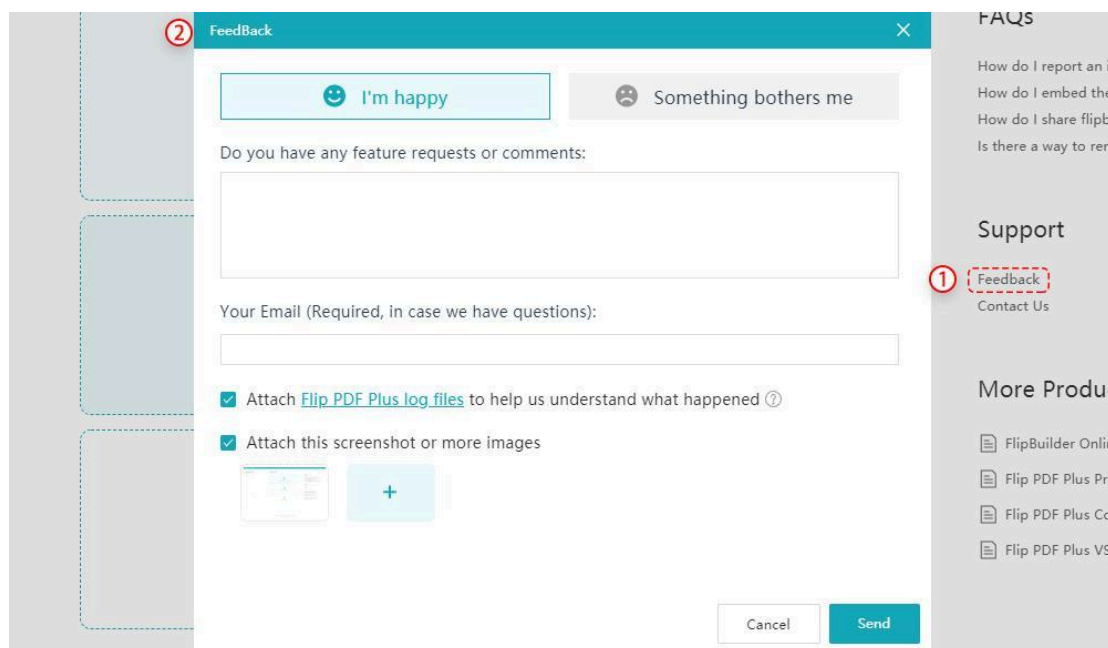 ② FeedBack
I'm happy
Something bothers me
Do you have any feature requests or comments:
Your Email (Required, in case we have questions):
Attach Flip PDF Plus log files to help us understand what happened ?
Attach this screenshot or more images
+
Cancel
Send
FAQs
How do I report an
How do I embed the
How do I share flipb
Is there a way to rer
Support
① Feedback
Contact Us
More Produ
FlipBuilder Onli
Flip PDF Plus Pr
Flip PDF Plus Co
Flip PDF Plus VS